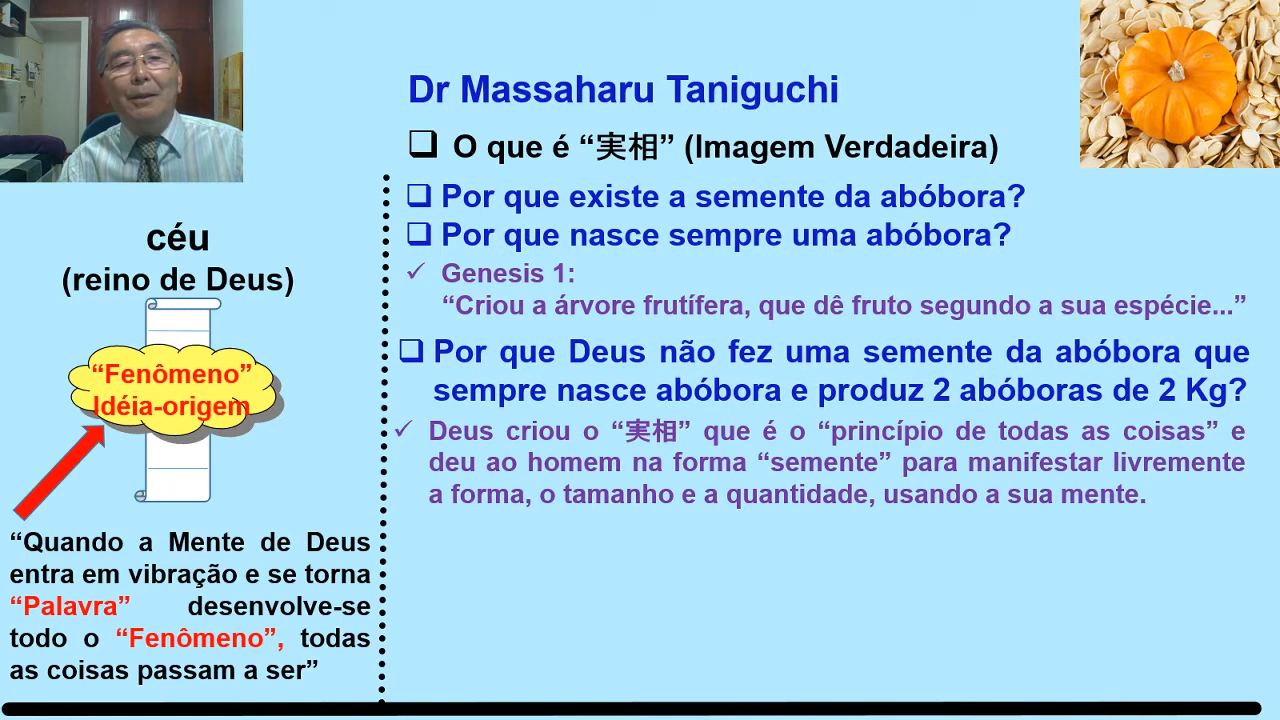 Dr Massaharu Taniguchi
O que é “実相” (Imagem Verdadeira)
Por que existe a semente da abóbora?
Por que nasce sempre uma abóbora?
Genesis 1:
“Criou a árvore frutífera, que dê fruto segundo a sua espécie...”
Por que Deus não fez uma semente da abóbora que
sempre nasce abóbora e produz 2 abóboras de 2 Kg?
Deus criou o “実相” que é o “princípio de todas as coisas” e
deu ao homem na forma “semente” para manifestar livremente
a forma, o tamanho e a quantidade, usando a sua mente.
céu
(reino de Deus)
“Fenômeno”
Idéia-origem
“Quando a Mente de Deus
entra em vibração e se torna
“Palavra” desenvolve-se
todo o “Fenômeno”, todas
as coisas passam a ser”